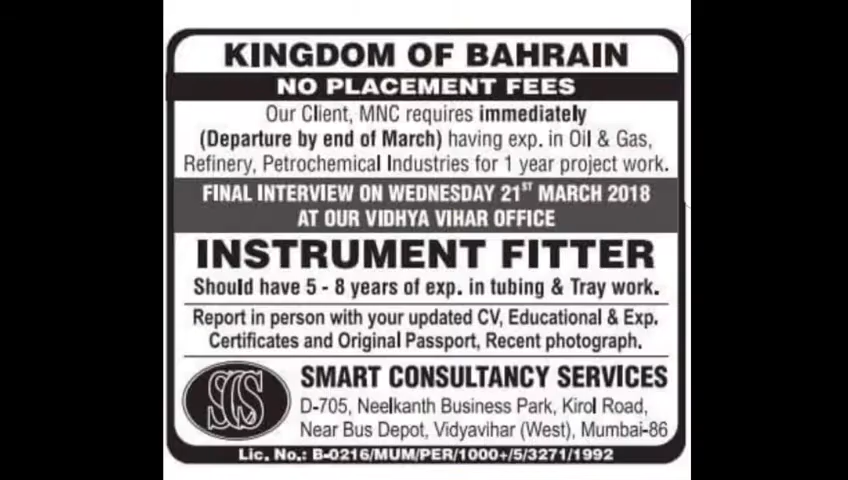 KINGDOM OF BAHRAIN
NO PLACEMENT FEES
Our Client, MNC requires immediately
(Departure by end of March) having exp. in Oil & Gas,
Refinery, Petrochemical Industries for 1 year project work.
FINAL INTERVIEW ON WEDNESDAY 21ST MARCH 2018
AT OUR VIDHYA VIHAR OFFICE
INSTRUMENT FITTER
Should have 5 - 8 years of exp. in tubing & Tray work.
Report in person with your updated CV, Educational & Exp.
Certificates and Original Passport, Recent photograph.
SCS
SMART CONSULTANCY SERVICES
D-705, Neelkanth Business Park, Kirol Road,
Near Bus Depot, Vidyavihar (West), Mumbai-86
Lic. No.: B-0216/MUM/PER/1000+/5/3271/1992